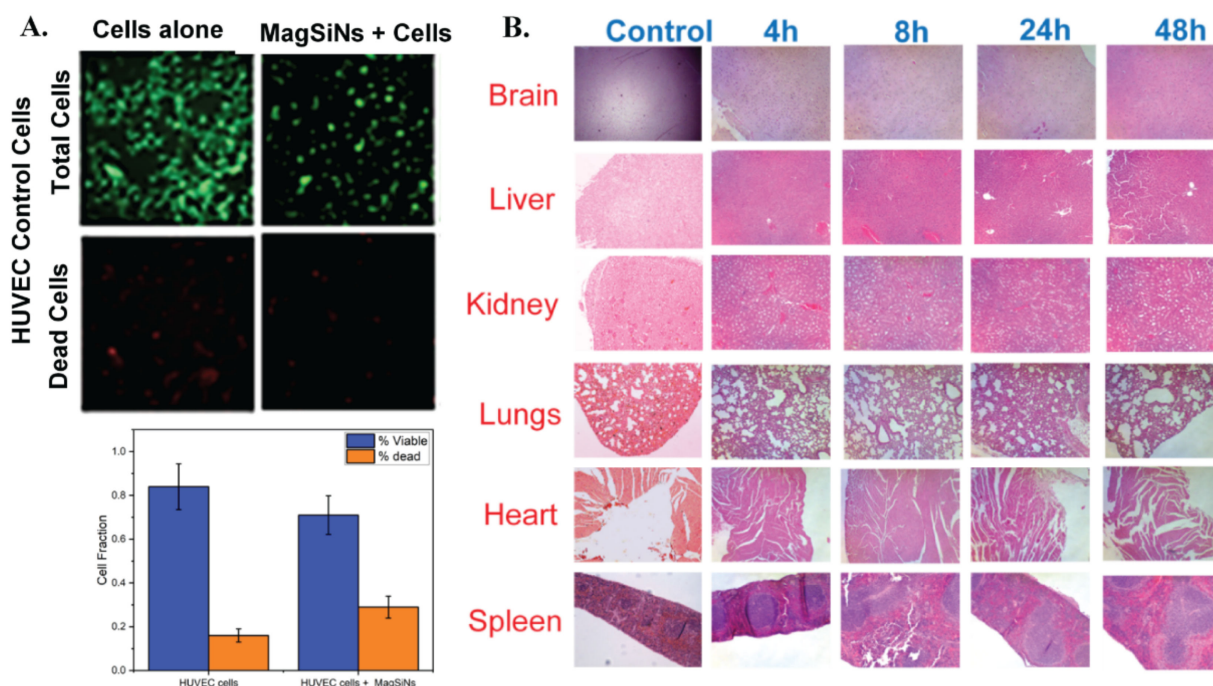 A.
Cells alone
MagSiNs + Cells
HUVEC Control Cells
Total Cells
Dead Cells
% Viable
% dead
Cell Fraction
1.0
0.8
0.6
0.4
0.2
0.0
HUVEC cells
HUVEC cells + MagSiNs
B.
Control
4h
8h
24h
48h
Brain
Liver
Kidney
Lungs
Heart
Spleen